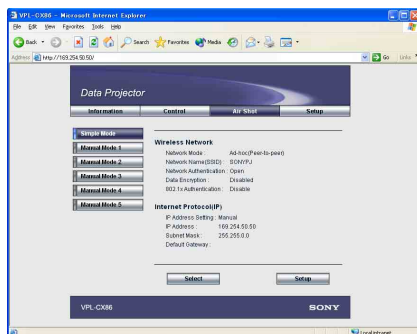 VPL-CX86 - Microsoft Internet Explorer
File Edit View Favorites Tools Help
Back Search Favorites Media
Address http://169.254.50.50/ Go Links
Data Projector
Information Control Air Shot Setup
Simple Mode
Manual Mode 1
Manual Mode 2
Manual Mode 3
Manual Mode 4
Manual Mode 5
Wireless Network
Network Mode : Ad-hoc(Peer-to-peer)
Network Name(SSID) : SONYPJ
Network Authentication : Open
Data Encryption : Disabled
802.1x Authentication : Disable
Internet Protocol(IP)
IP Address Setting : Manual
IP Address : 169.254.50.50
Subnet Mask : 255.255.0.0
Default Gateway :
Select Setup
VPL-CX86 SONY
Local intranet